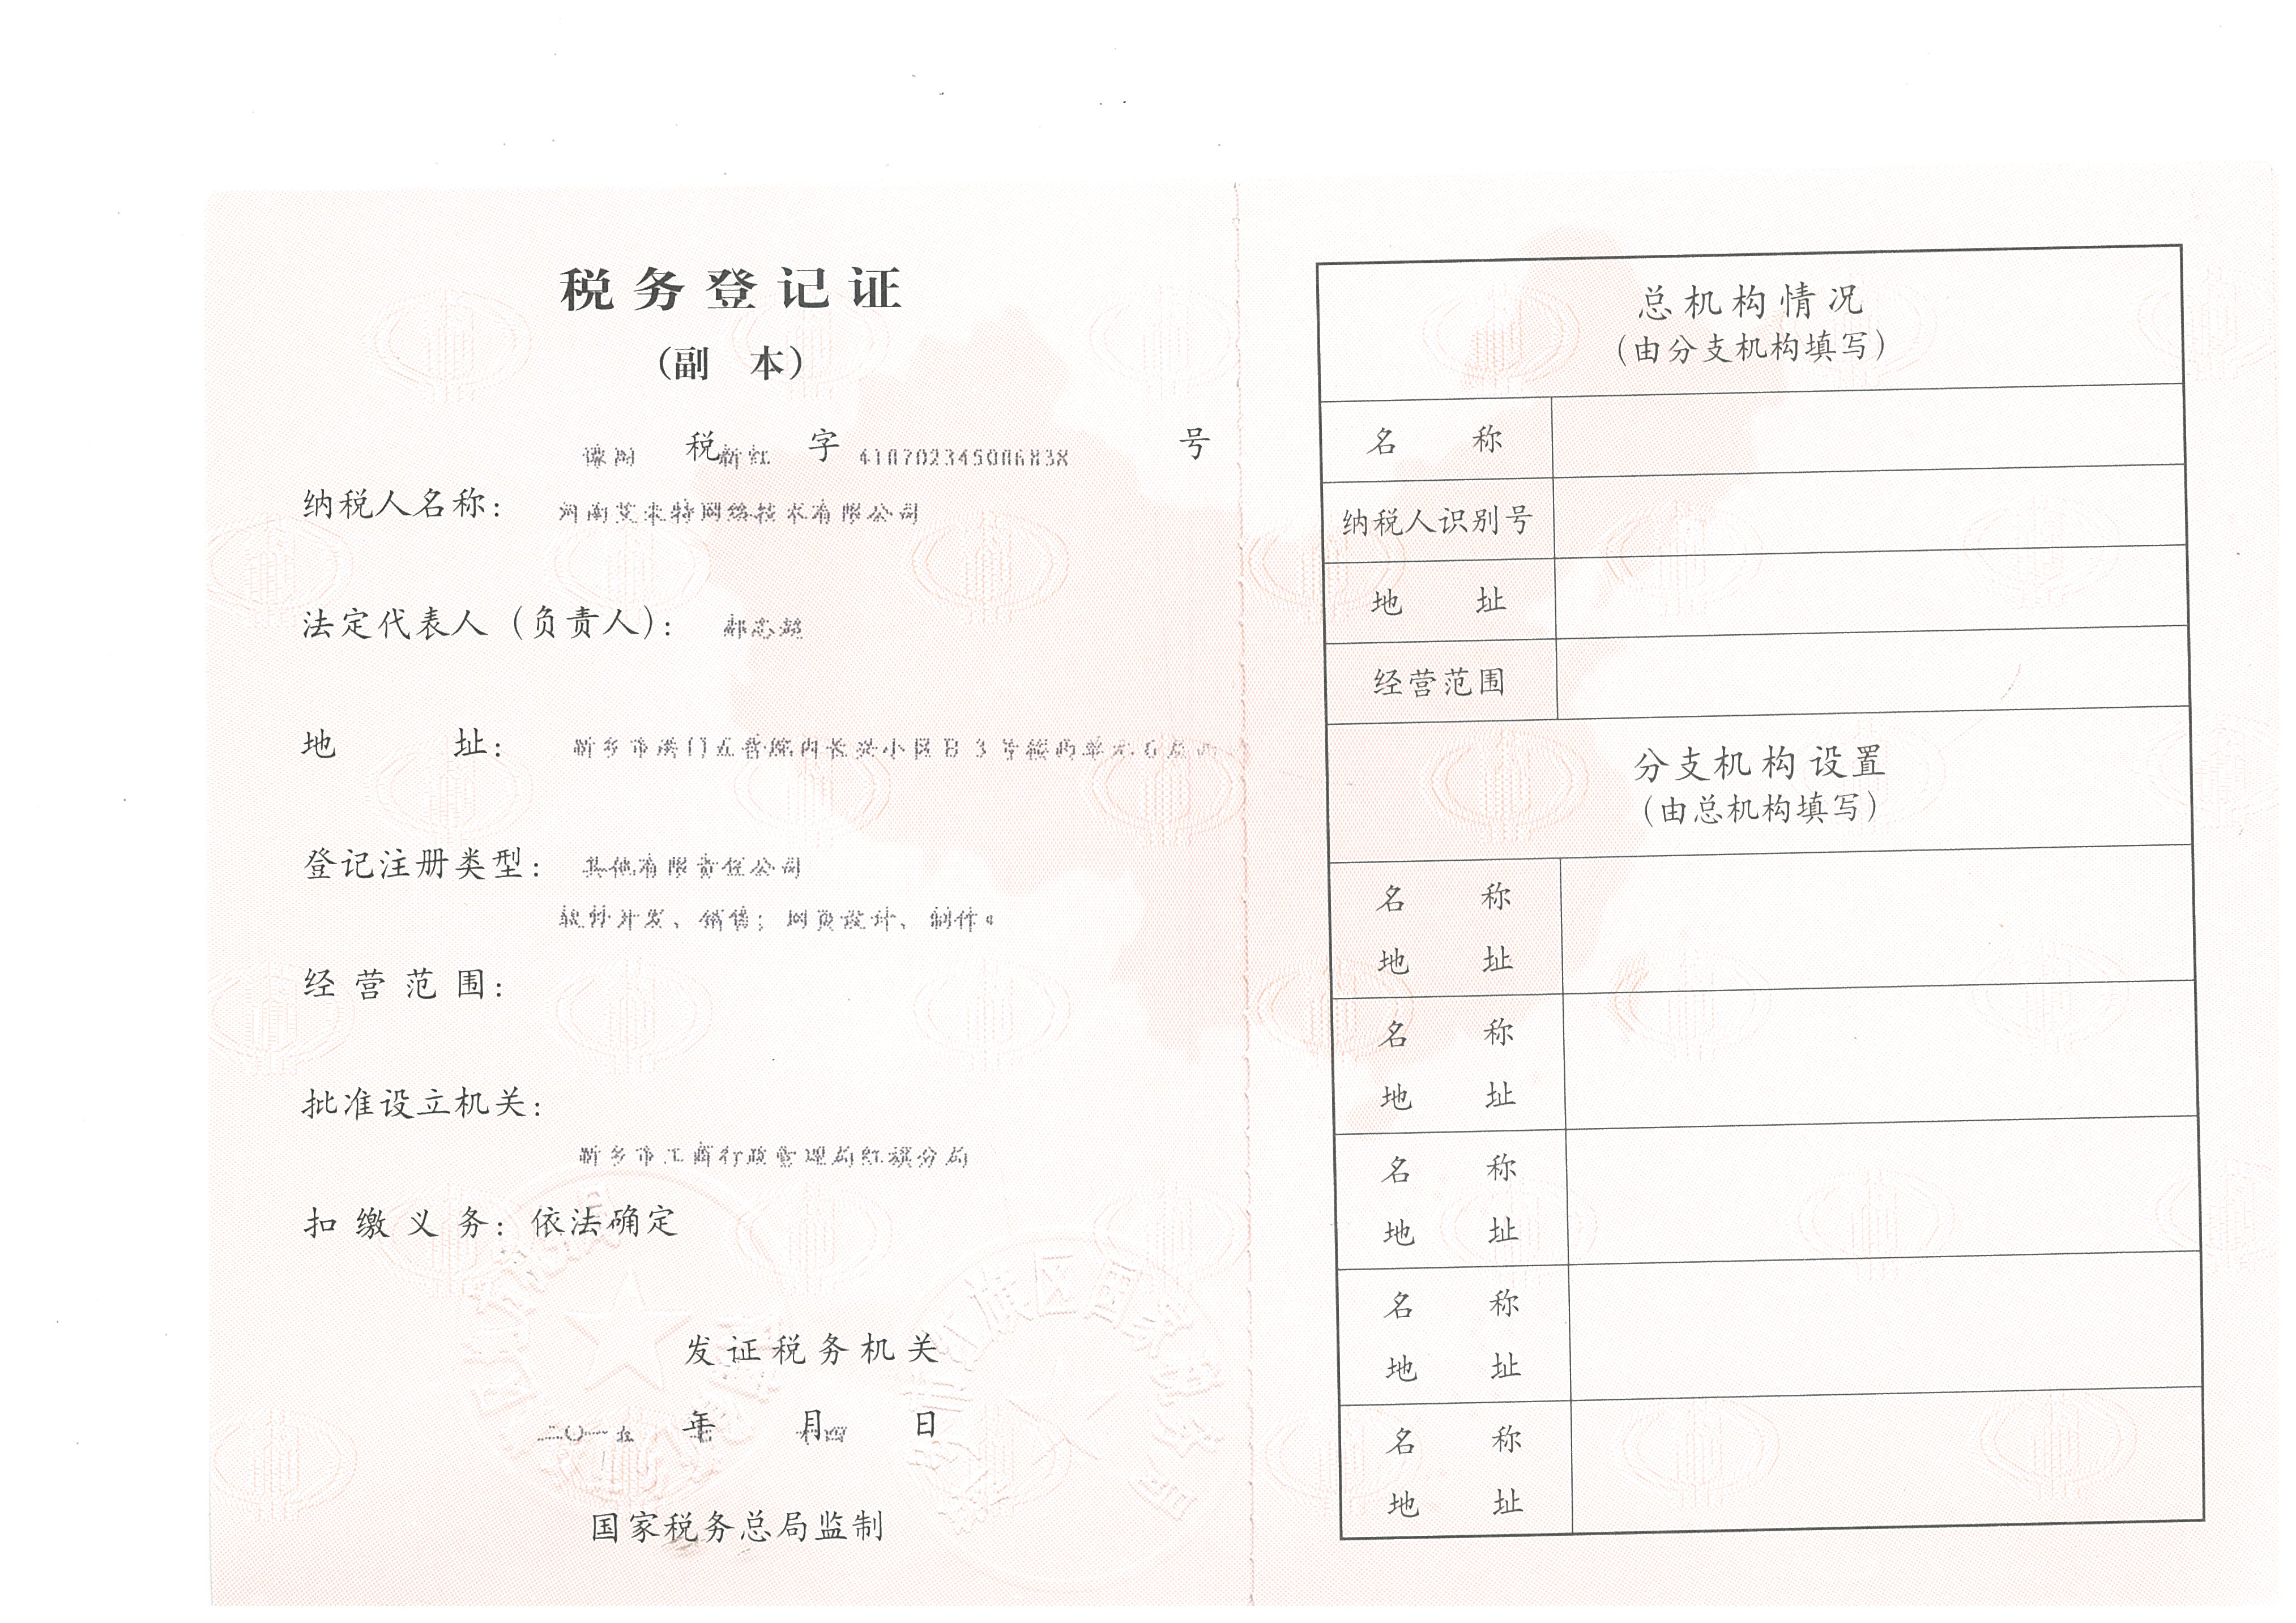 税务登记证
(副 本)
税新红 字 410702345006838 号
纳税人名称: 河南艾未特网络技术有限公司
法定代表人(负责人): 郝志超
地 址: 新乡市洪门五营院内长兴小区B3号楼西单元6层
登记注册类型: 其他有限责任公司
软件开发、销售; 网页设计、制作。
经营范围:
批准设立机关:
新乡市工商行政管理局红旗分局
扣缴义务: 依法确定
发证税务机关
二〇一五 年 七 月 十四 日
国家税务总局监制
总机构情况
(由分支机构填写)
名 称
纳税人识别号
地 址
经营范围
分支机构设置
(由总机构填写)
名 称
地 址
名 称
地 址
名 称
地 址
名 称
地 址
名 称
地 址